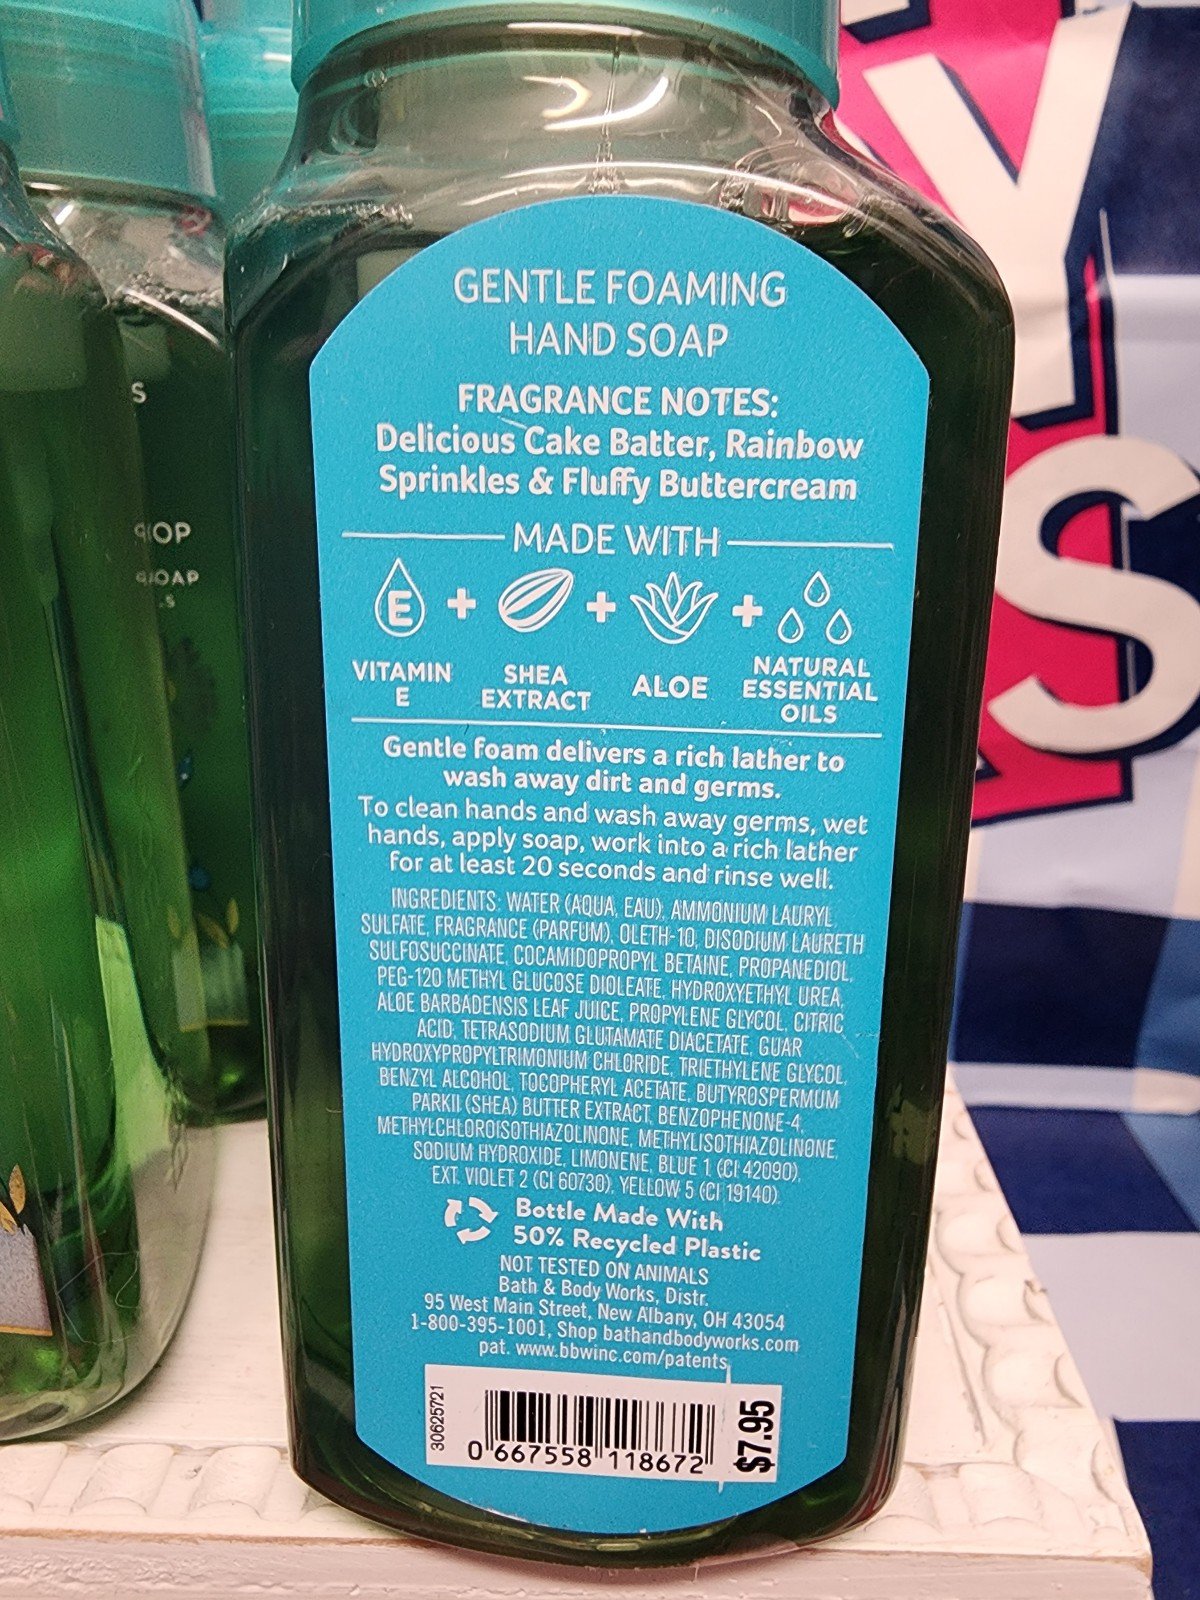 GENTLE FOAMING
HAND SOAP
FRAGRANCE NOTES:
Delicious Cake Batter, Rainbow
Sprinkles & Fluffy Buttercream
MADE WITH
E + + +
VITAMIN
E
SHEA
EXTRACT
ALOE
NATURAL
ESSENTIAL
OILS
Gentle foam delivers a rich lather to
wash away dirt and germs.
To clean hands and wash away germs, wet
hands, apply soap, work into a rich lather
for at least 20 seconds and rinse well.
INGREDIENTS: WATER (AQUA, EAU), AMMONIUM LAURYL
SULFATE, FRAGRANCE (PARFUM), OLETH-10, DISODIUM LAURETH
SULFOSUCCINATE, COCAMIDOPROPYL BETAINE, PROPANEDIOL,
PEG-120 METHYL GLUCOSE DIOLEATE, HYDROXYETHYL UREA,
ALOE BARBADENSIS LEAF JUICE, PROPYLENE GLYCOL, CITRIC
ACID, TETRASODIUM GLUTAMATE DIACETATE, GUAR
HYDROXYPROPYLTRIMONIUM CHLORIDE, TRIETHYLENE GLYCOL,
BENZYL ALCOHOL, TOCOPHERYL ACETATE, BUTYROSPERMUM
PARKII (SHEA) BUTTER EXTRACT, BENZOPHENONE-4,
METHYLCHLOROISOTHIAZOLINONE, METHYLISOTHIAZOLINONE,
SODIUM HYDROXIDE, LIMONENE, BLUE 1 (CI 42090),
EXT. VIOLET 2 (CI 60730), YELLOW 5 (CI 19140).
Bottle Made With
50% Recycled Plastic
NOT TESTED ON ANIMALS
Bath & Body Works, Distr.
95 West Main Street, New Albany, OH 43054
1-800-395-1001, Shop bathandbodyworks.com
pat. www.bbwinc.com/patents
30625721
0 667558 118672
$7.95
S
OAP
Y
S